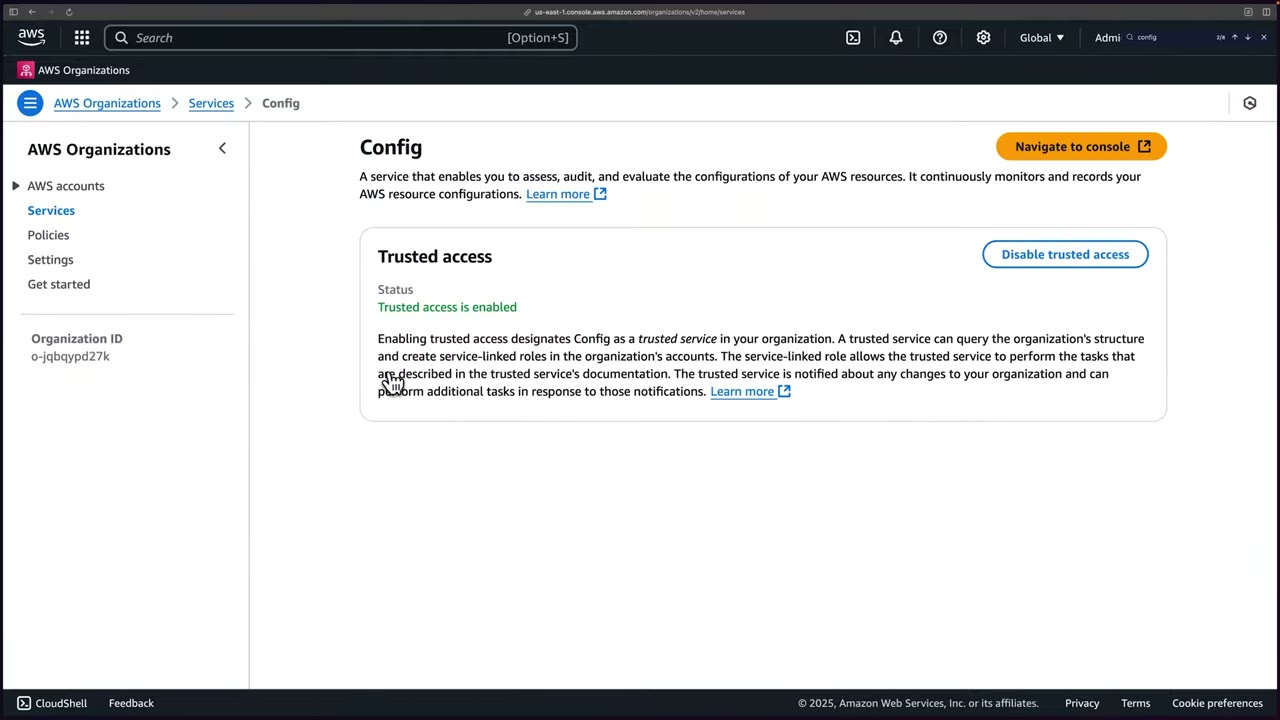 us-east-1.console.aws.amazon.com/organizations/v2/home/services
aws
Search
[Option+S]
Global
Admi
config
2/8
AWS Organizations
AWS Organizations
Services
Config
AWS Organizations
AWS accounts
Services
Policies
Settings
Get started
Organization ID
o-jqbqypd27k
Config
Navigate to console
A service that enables you to assess, audit, and evaluate the configurations of your AWS resources. It continuously monitors and records your
AWS resource configurations. Learn more
Trusted access
Disable trusted access
Status
Trusted access is enabled
Enabling trusted access designates Config as a trusted service in your organization. A trusted service can query the organization's structure
and create service-linked roles in the organization's accounts. The service-linked role allows the trusted service to perform the tasks that
are described in the trusted service's documentation. The trusted service is notified about any changes to your organization and can
perform additional tasks in response to those notifications. Learn more
CloudShell
Feedback
© 2025, Amazon Web Services, Inc. or its affiliates.
Privacy
Terms
Cookie preferences